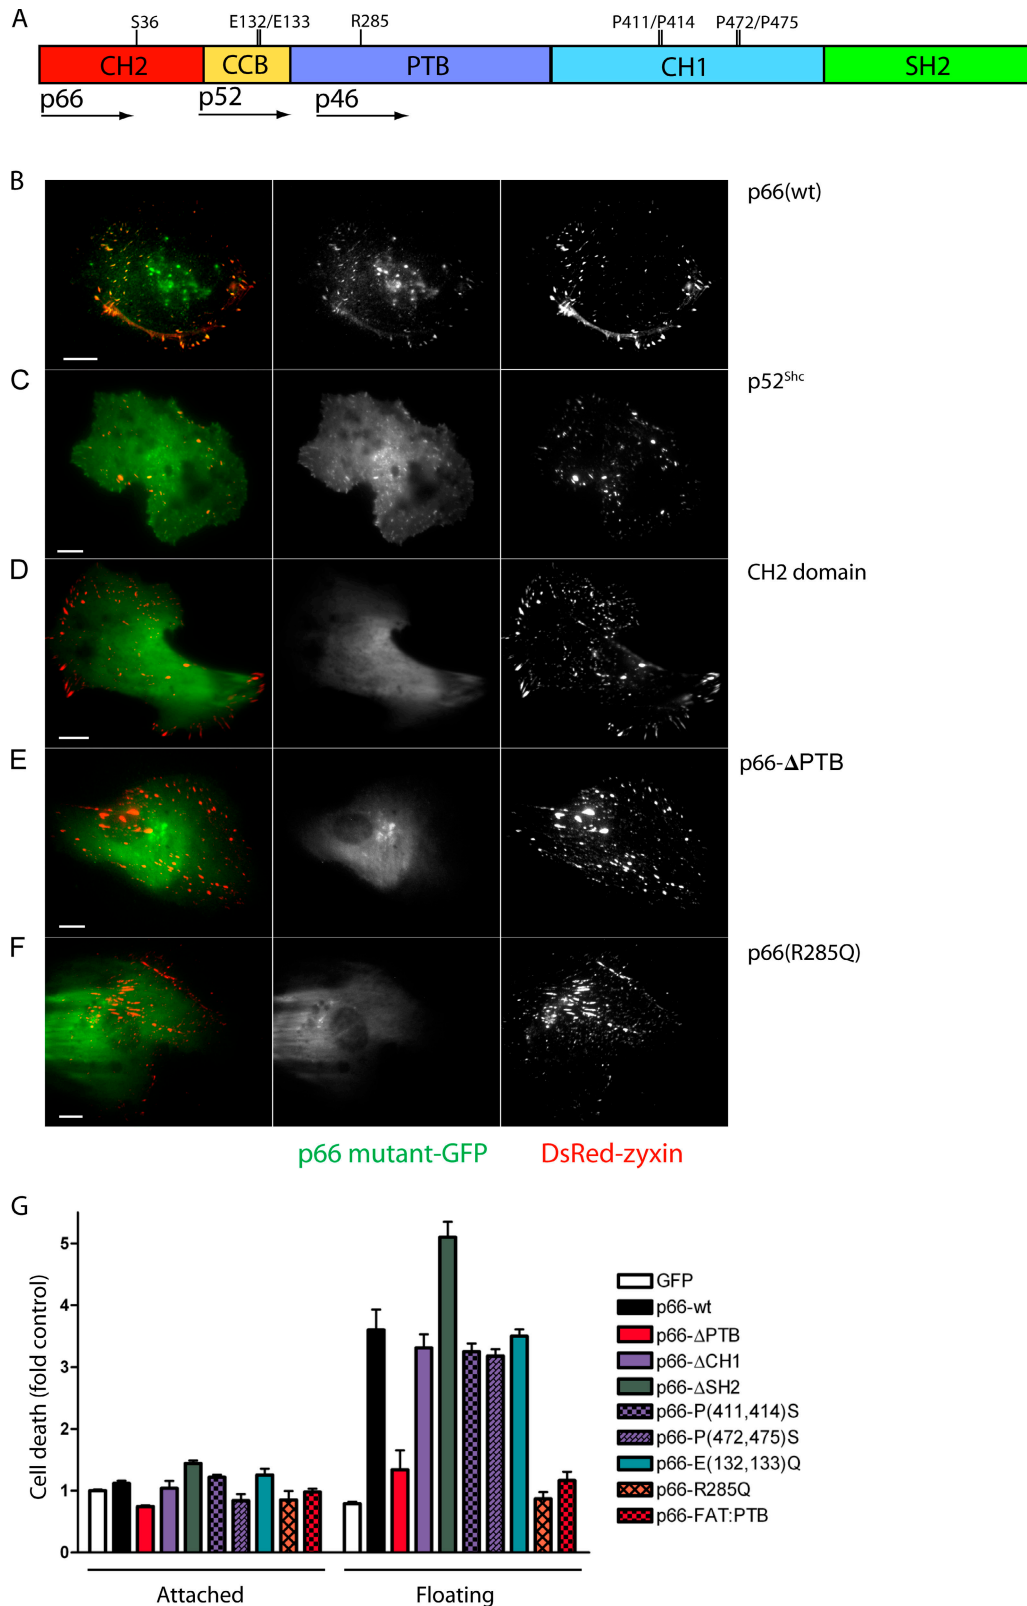 A
S36 E132/E133 R285 P411/P414 P472/P475
CH2 CCB PTB CH1 SH2
p66 p52 p46
B
p66(wt)
C
p52Shc
D
CH2 domain
E
p66-ΔPTB
F
p66(R285Q)
p66 mutant-GFP DsRed-zyxin
G
Cell death (fold control)
5
4
3
2
1
0
Attached Floating
GFP
p66-wt
p66-ΔPTB
p66-ΔCH1
p66-ΔSH2
p66-P(411,414)S
p66-P(472,475)S
p66-E(132,133)Q
p66-R285Q
p66-FAT:PTB